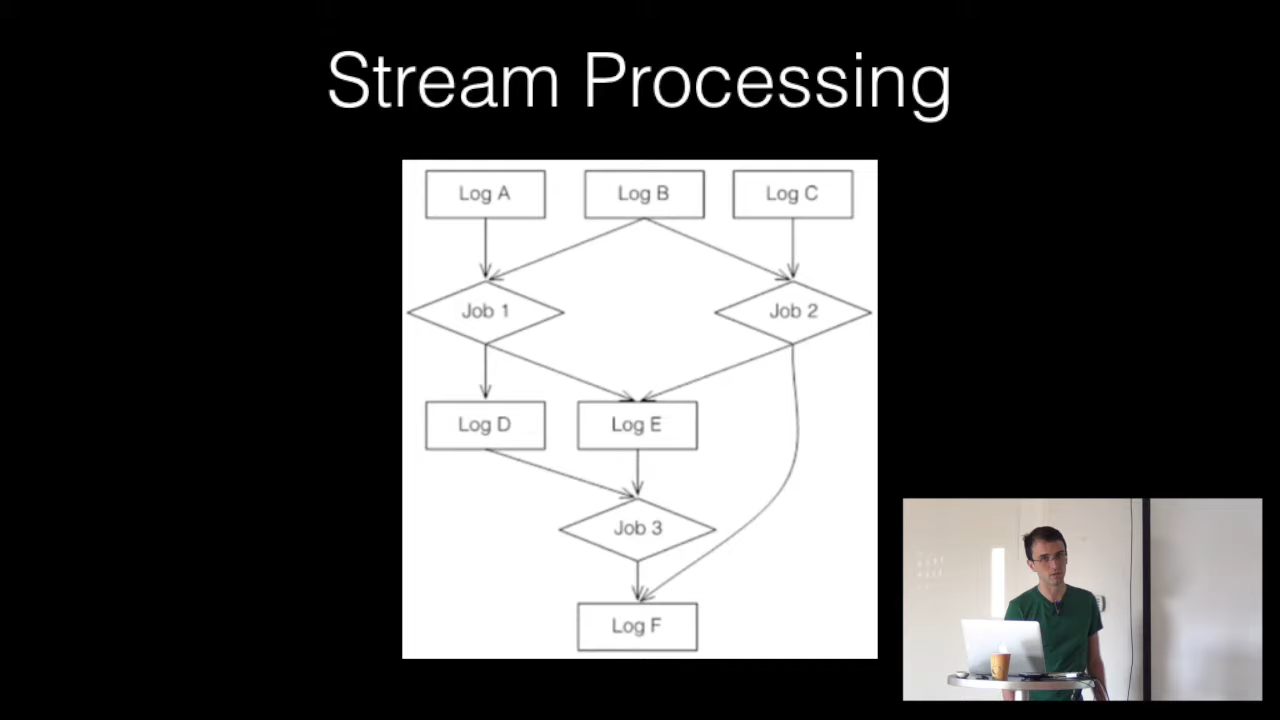 Stream Processing
Log A
Log B
Log C
Job 1
Job 2
Log D
Log E
Job 3
Log F